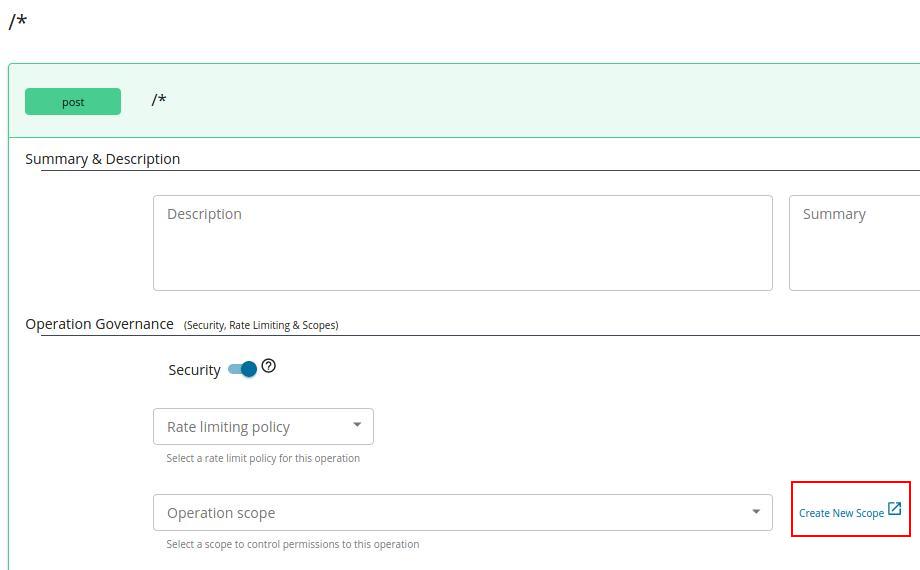 /*
post /*
Summary & Description
Description Summary
Operation Governance (Security, Rate Limiting & Scopes)
Security
Rate limiting policy
Select a rate limit policy for this operation
Operation scope Create New Scope
Select a scope to control permissions to this operation